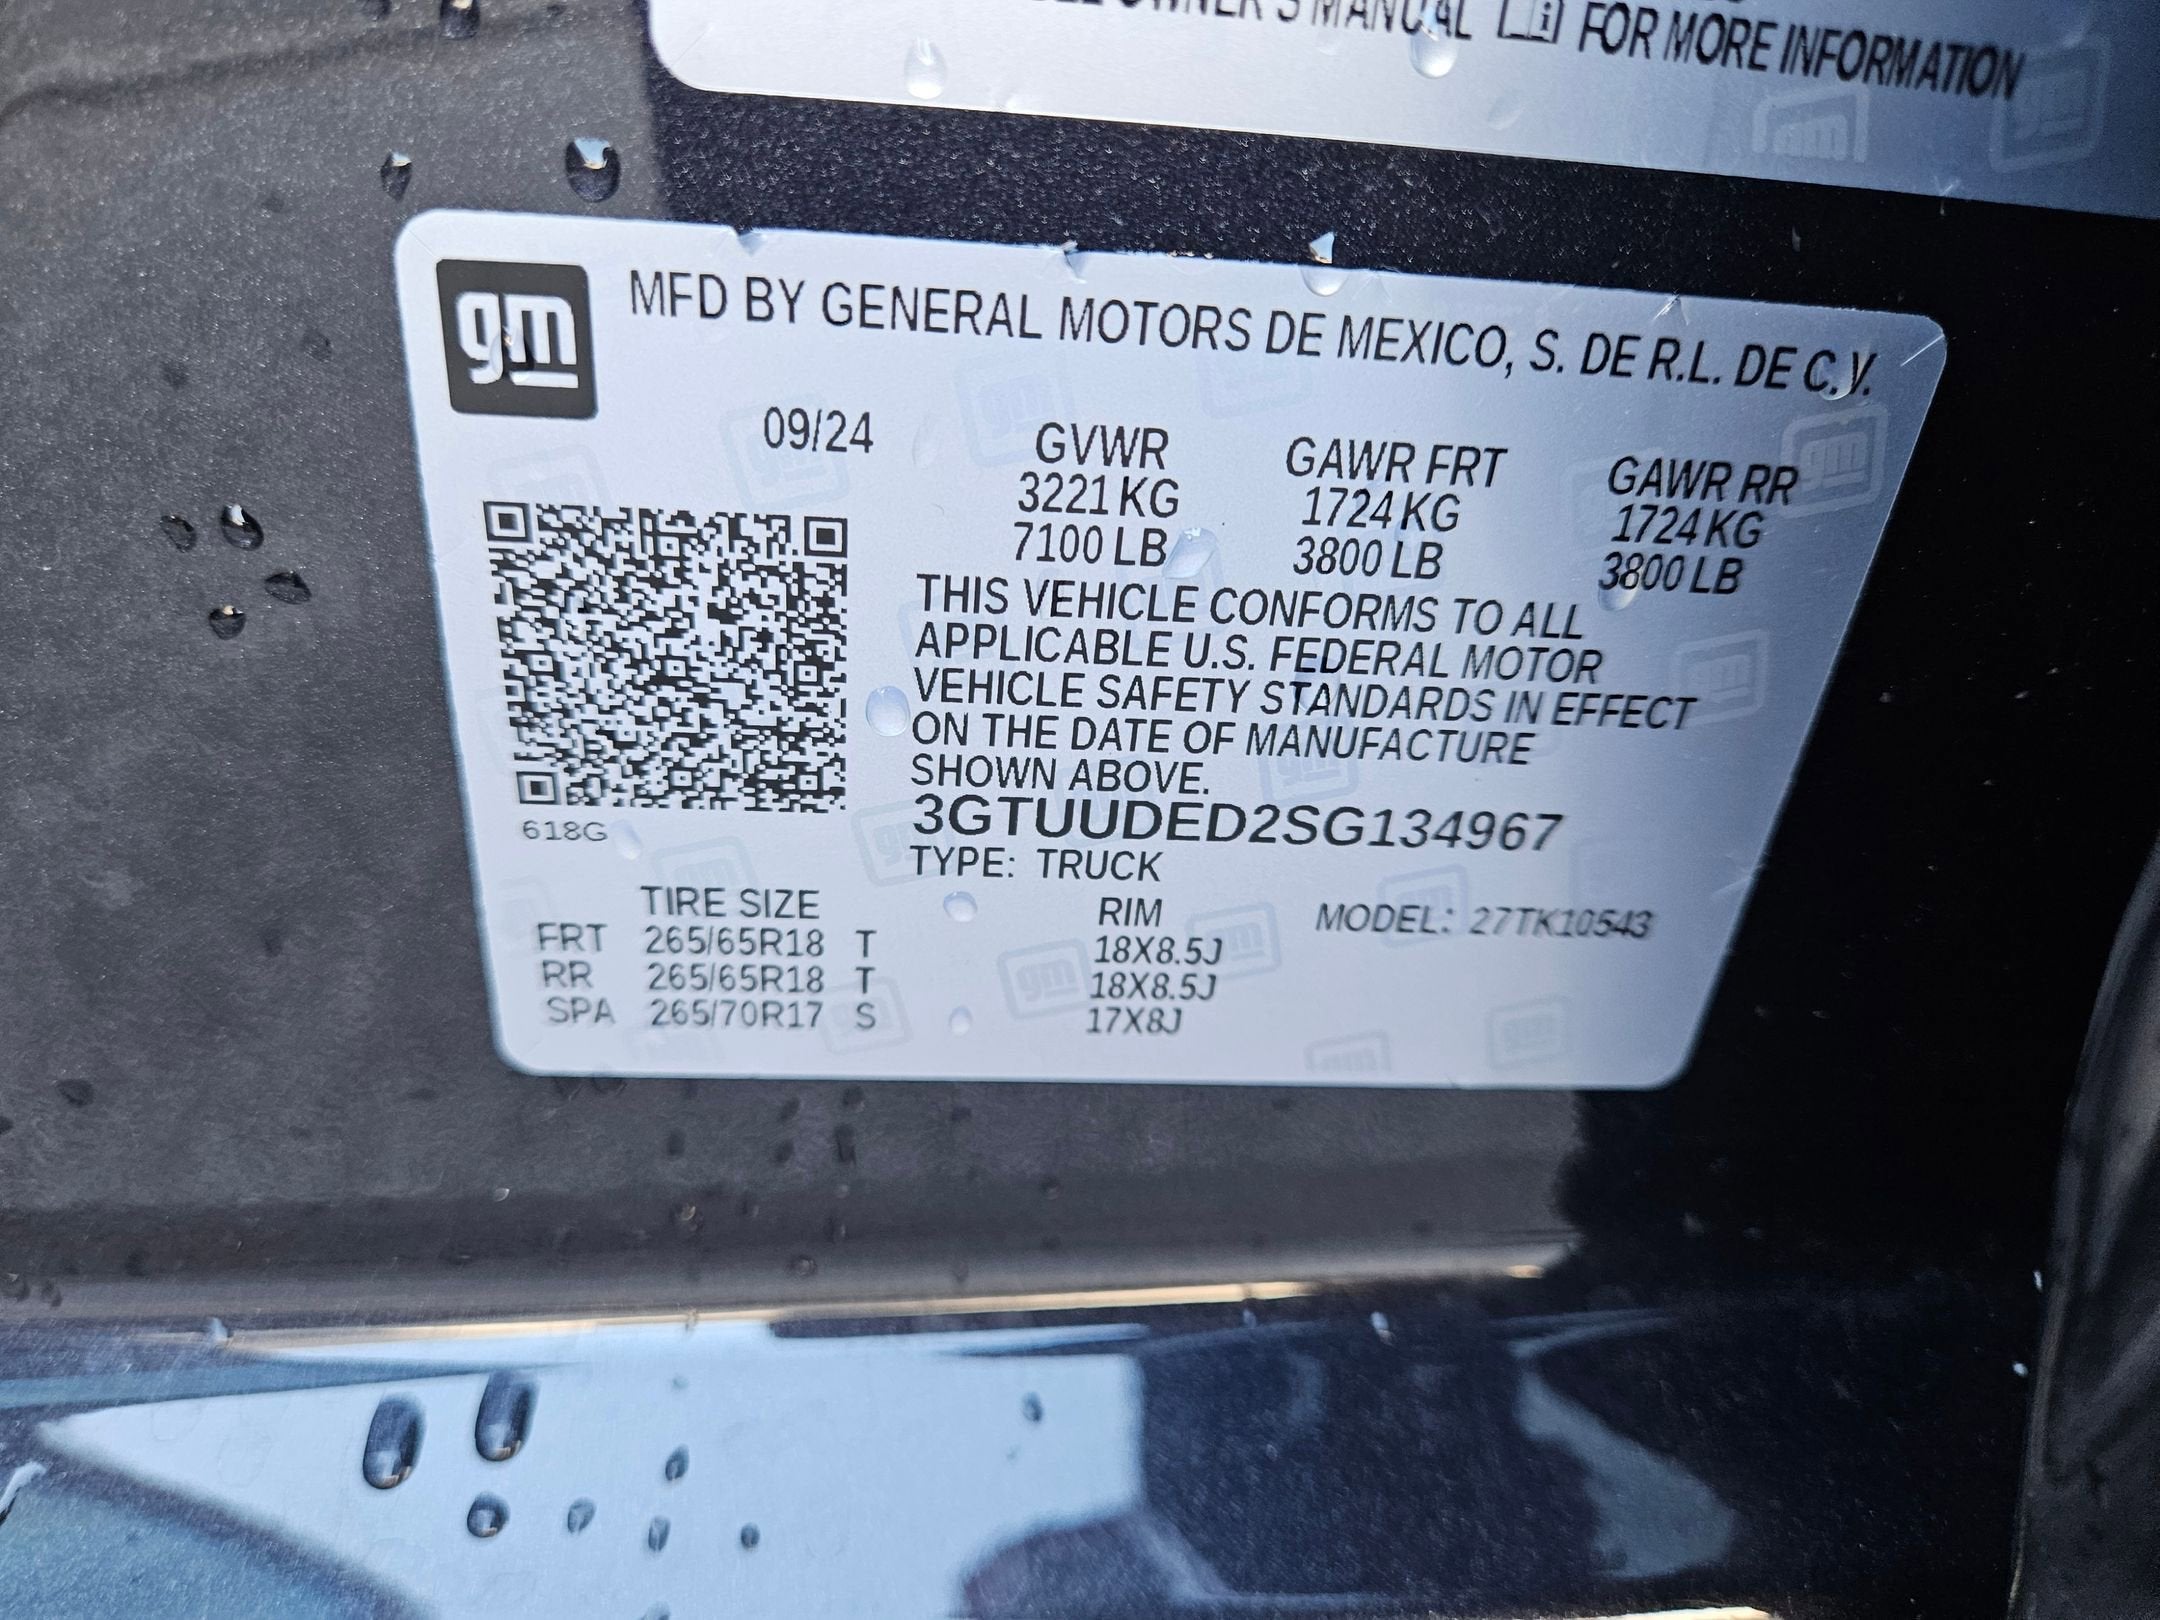 OWNER'S MANUAL FOR MORE INFORMATION
gm
MFD BY GENERAL MOTORS DE MEXICO, S. DE R.L. DE C.V.
09/24 GVWR GAWR FRT GAWR RR
3221 KG 1724 KG 1724 KG
7100 LB 3800 LB 3800 LB
THIS VEHICLE CONFORMS TO ALL
APPLICABLE U.S. FEDERAL MOTOR
VEHICLE SAFETY STANDARDS IN EFFECT
ON THE DATE OF MANUFACTURE
SHOWN ABOVE.
618G
3GTUUDED2SG134967
TYPE: TRUCK
TIRE SIZE RIM MODEL: 27TK10543
FRT 265/65R18 T 18X8.5J
RR 265/65R18 T 18X8.5J
SPA 265/70R17 S 17X8J